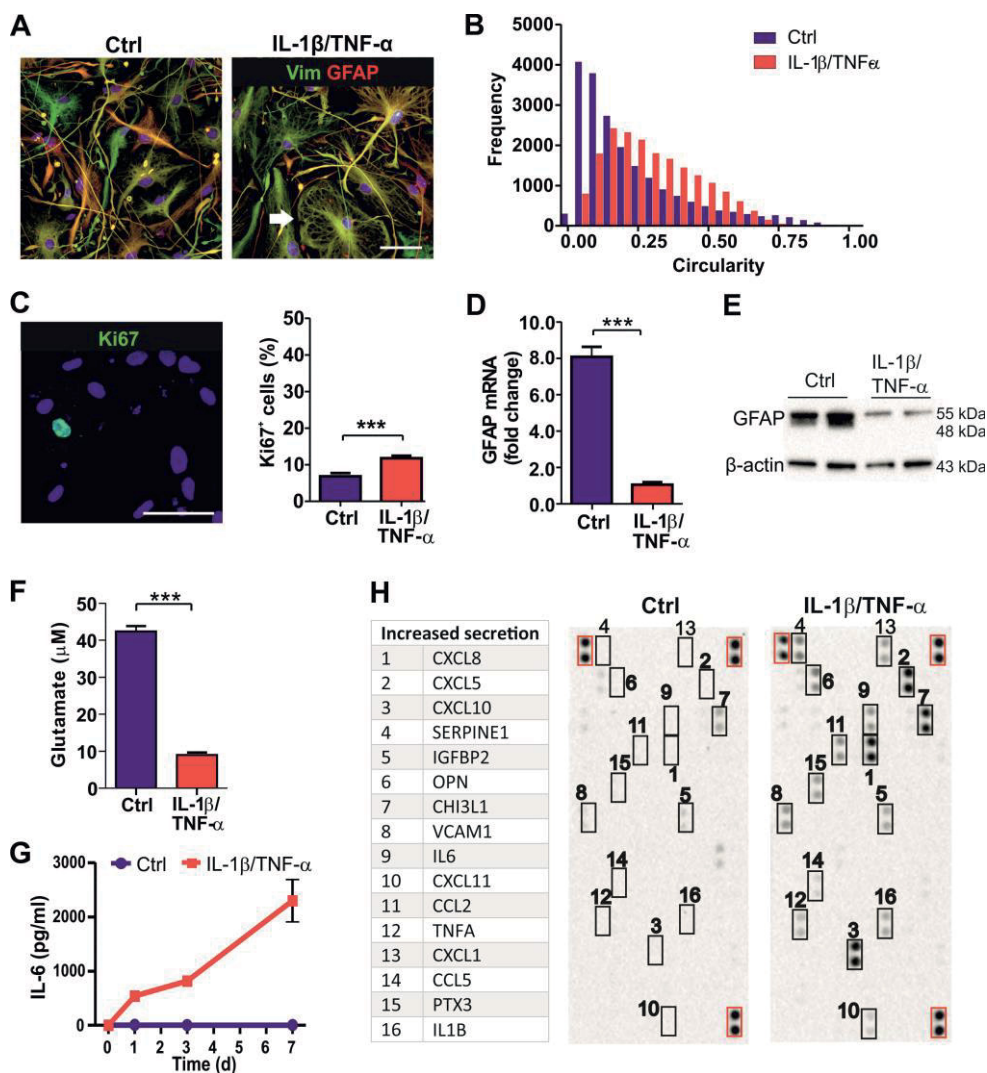 A
Ctrl
IL-1β/TNF-α
Vim GFAP
B
Frequency
5000
4000
3000
2000
1000
0
Ctrl
IL-1β/TNFα
0.00 0.25 0.50 0.75 1.00
Circularity
C
Ki67
Ki67⁺ cells (%)
50
40
30
20
10
0
***
Ctrl IL-1β/
TNF-α
D
GFAP mRNA
(fold change)
10.0
8.0
6.0
4.0
2.0
0.0
***
Ctrl IL-1β/
TNF-α
E
Ctrl
IL-1β/
TNF-α
GFAP
55 kDa
48 kDa
β-actin
43 kDa
F
Glutamate (μM)
50
40
30
20
10
0
***
Ctrl IL-1β/
TNF-α
G
Ctrl IL-1β/TNF-α
IL-6 (pg/ml)
3000
2000
1000
0
0 1 2 3 4 5 6 7
Time (d)
H
Increased secretion
1 CXCL8
2 CXCL5
3 CXCL10
4 SERPINE1
5 IGFBP2
6 OPN
7 CHI3L1
8 VCAM1
9 IL6
10 CXCL11
11 CCL2
12 TNFA
13 CXCL1
14 CCL5
15 PTX3
16 IL1B
Ctrl
4 13
2
6
9
7
11
1
15
8
5
14
12
16
3
10
IL-1β/TNF-α
4 13
2
6
9
7
11
1
15
8
5
14
12
16
3
10